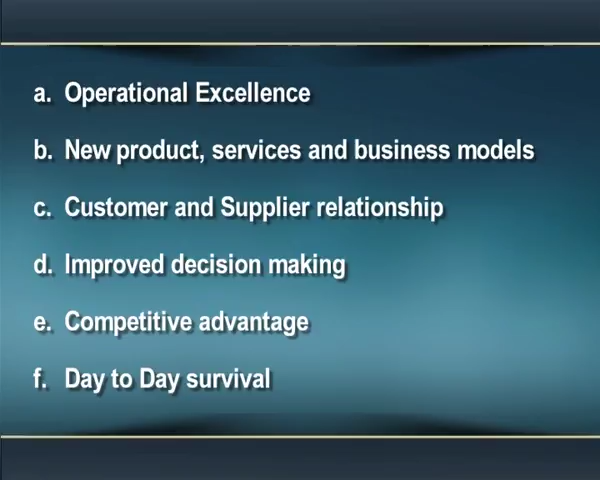 a. Operational Excellence
b. New product, services and business models
c. Customer and Supplier relationship
d. Improved decision making
e. Competitive advantage
f. Day to Day survival